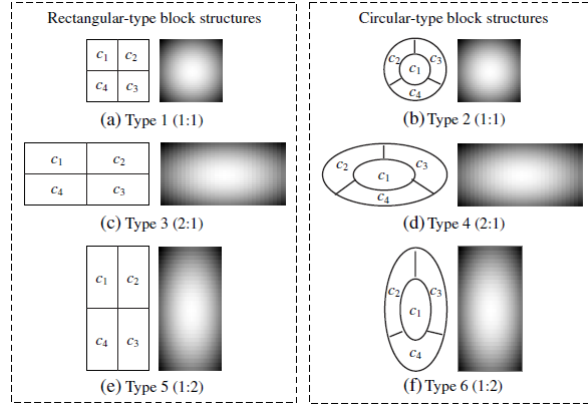 Rectangular-type block structures
c1 c2
c4 c3
(a) Type 1 (1:1)
c1 c2
c4 c3
(c) Type 3 (2:1)
c1 c2
c4 c3
(e) Type 5 (1:2)
Circular-type block structures
c2 c3
c1
c4
(b) Type 2 (1:1)
c2 c3
c1
c4
(d) Type 4 (2:1)
c2 c3
c1
c4
(f) Type 6 (1:2)